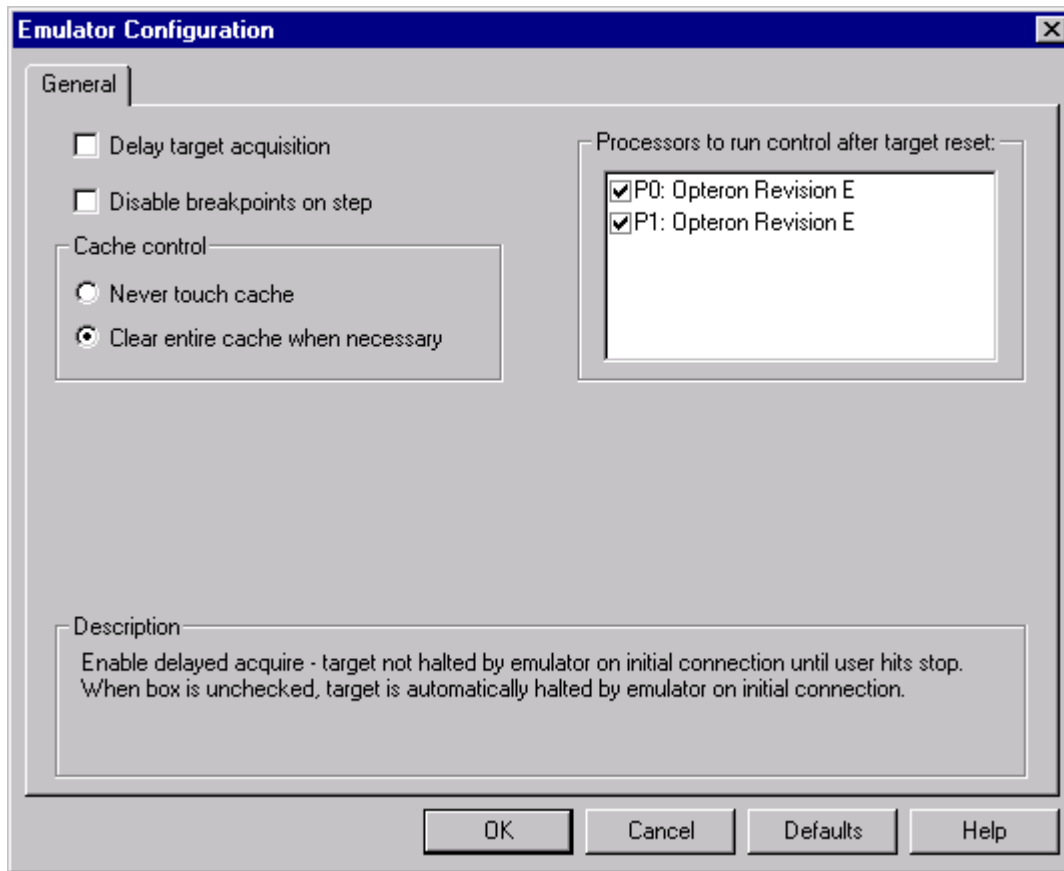 Emulator Configuration
General
Delay target acquisition
Disable breakpoints on step
Cache control
Never touch cache
Clear entire cache when necessary
Processors to run control after target reset:
P0: Opteron Revision E
P1: Opteron Revision E
Description
Enable delayed acquire - target not halted by emulator on initial connection until user hits stop.
When box is unchecked, target is automatically halted by emulator on initial connection.
OK
Cancel
Defaults
Help